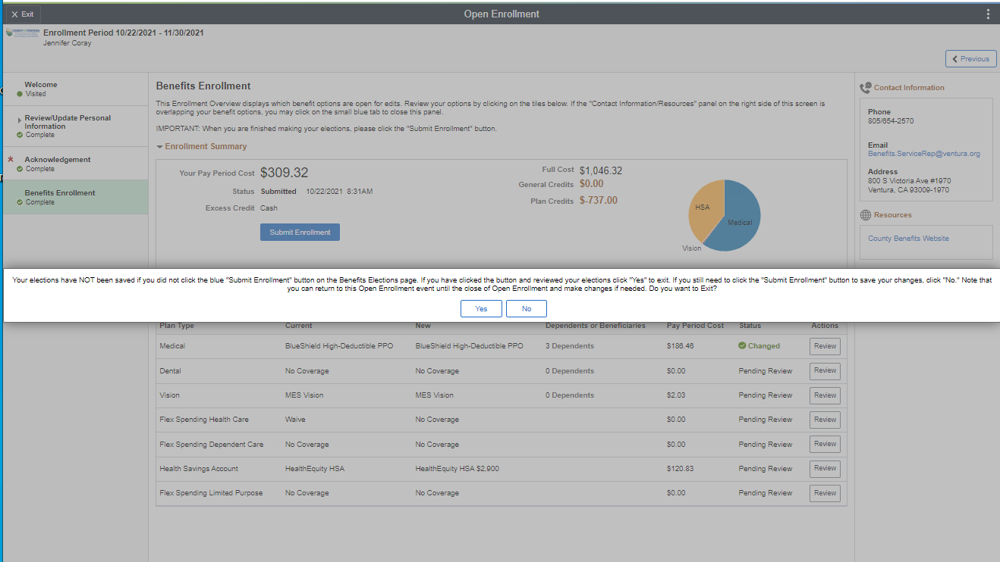 Exit
Open Enrollment
Enrollment Period 10/22/2021 - 11/30/2021
Jennifer Coray
Previous
Welcome
Visited
Review/Update Personal
Information
Complete
Acknowledgement
Complete
Benefits Enrollment
Complete
Benefits Enrollment
This Enrollment Overview displays which benefit options are open for edits. Review your options by clicking on the tiles below. If the "Contact Information/Resources" panel on the right side of this screen is
overlapping your benefit options, you may click on the small blue tab to close this panel.
IMPORTANT: When you are finished making your elections, please click the "Submit Enrollment" button.
Enrollment Summary
Your Pay Period Cost $309.32
Status Submitted 10/22/2021 8:31AM
Excess Credit Cash
Submit Enrollment
Full Cost $1,046.32
General Credits $0.00
Plan Credits $-737.00
HSA
Medical
Vision
Contact Information
Phone
805/654-2570
Email
Benefits.ServiceRep@ventura.org
Address
800 S Victoria Ave #1970
Ventura, CA 93009-1970
Resources
County Benefits Website
Your elections have NOT been saved if you did not click the blue "Submit Enrollment" button on the Benefits Elections page. If you have clicked the button and reviewed your elections click "Yes" to exit. If you still need to click the "Submit Enrollment" button to save your changes, click "No." Note that
you can return to this Open Enrollment event until the close of Open Enrollment and make changes if needed. Do you want to Exit?
Yes No
Plan Type Current New Dependents or Beneficiaries Pay Period Cost Status Actions
Medical BlueShield High-Deductible PPO BlueShield High-Deductible PPO 3 Dependents $186.46 Changed Review
Dental No Coverage No Coverage 0 Dependents $0.00 Pending Review Review
Vision MES Vision MES Vision 0 Dependents $2.03 Pending Review Review
Flex Spending Health Care Waive No Coverage $0.00 Pending Review Review
Flex Spending Dependent Care No Coverage No Coverage $0.00 Pending Review Review
Health Savings Account HealthEquity HSA HealthEquity HSA $2,900 $120.83 Pending Review Review
Flex Spending Limited Purpose No Coverage No Coverage $0.00 Pending Review Review